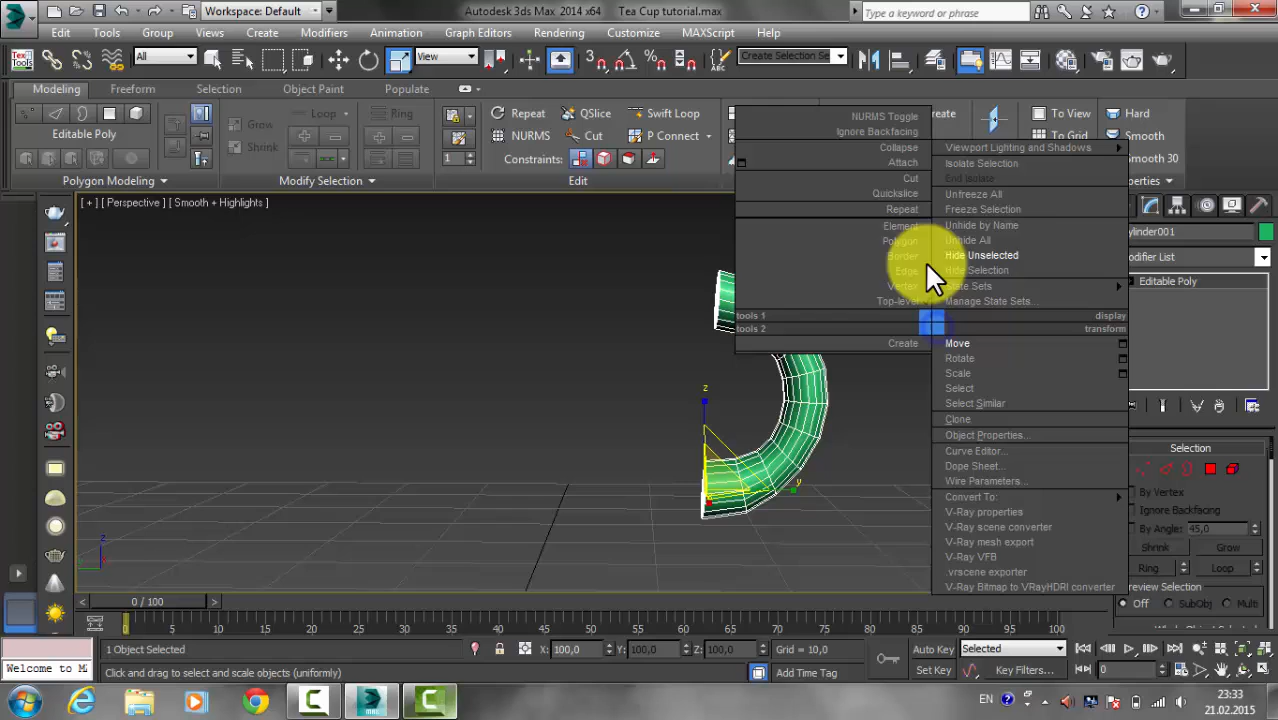 Workspace: Default
Autodesk 3ds Max 2014 x64 Tea Cup tutorial.max
Type a keyword or phrase
Edit Tools Group Views Create Modifiers Animation Graph Editors Rendering Customize MAXScript Help
All View Create Selection Se
Modeling Freeform Selection Object Paint Populate
Loop Ring Repeat QSlice Swift Loop Create To View Hard
Editable Poly Grow NURMS Cut P Connect To Grid Smooth
Shrink 1 Constraints: Smooth 30
Polygon Modeling Modify Selection Edit Properties
[ + ] [ Perspective ] [ Smooth + Highlights ]
NURMS Toggle
Ignore Backfacing
Collapse
Attach
Cut
Quickslice
Repeat
Element
Polygon
Border
Edge
Vertex
Top-level
tools 1
tools 2
Create
Viewport Lighting and Shadows
Isolate Selection
End Isolate
Unfreeze All
Freeze Selection
Unhide by Name
Unhide All
Hide Unselected
Hide Selection
State Sets
Manage State Sets...
display
transform
Move
Rotate
Scale
Select
Select Similar
Clone
Object Properties...
Curve Editor...
Dope Sheet...
Wire Parameters...
Convert To:
V-Ray properties
V-Ray scene converter
V-Ray mesh export
V-Ray VFB
.vrscene exporter
V-Ray Bitmap to VRayHDRI converter
ylinder001
Modifier List
Editable Poly
Selection
By Vertex
Ignore Backfacing
By Angle: 45,0
Shrink Grow
Ring Loop
Preview Selection
Off SubObj Multi
z
y
z
0 / 100
0 5 10 15 20 25 30 35 40 45 50 55 60 65 70 75 80 85 90 95 100
1 Object Selected X: 100,0 Y: 100,0 Z: 100,0 Grid = 10,0 Auto Key Selected
Welcome to M Click and drag to select and scale objects (uniformly) Add Time Tag Set Key Key Filters... 0
EN 23:33
21.02.2015